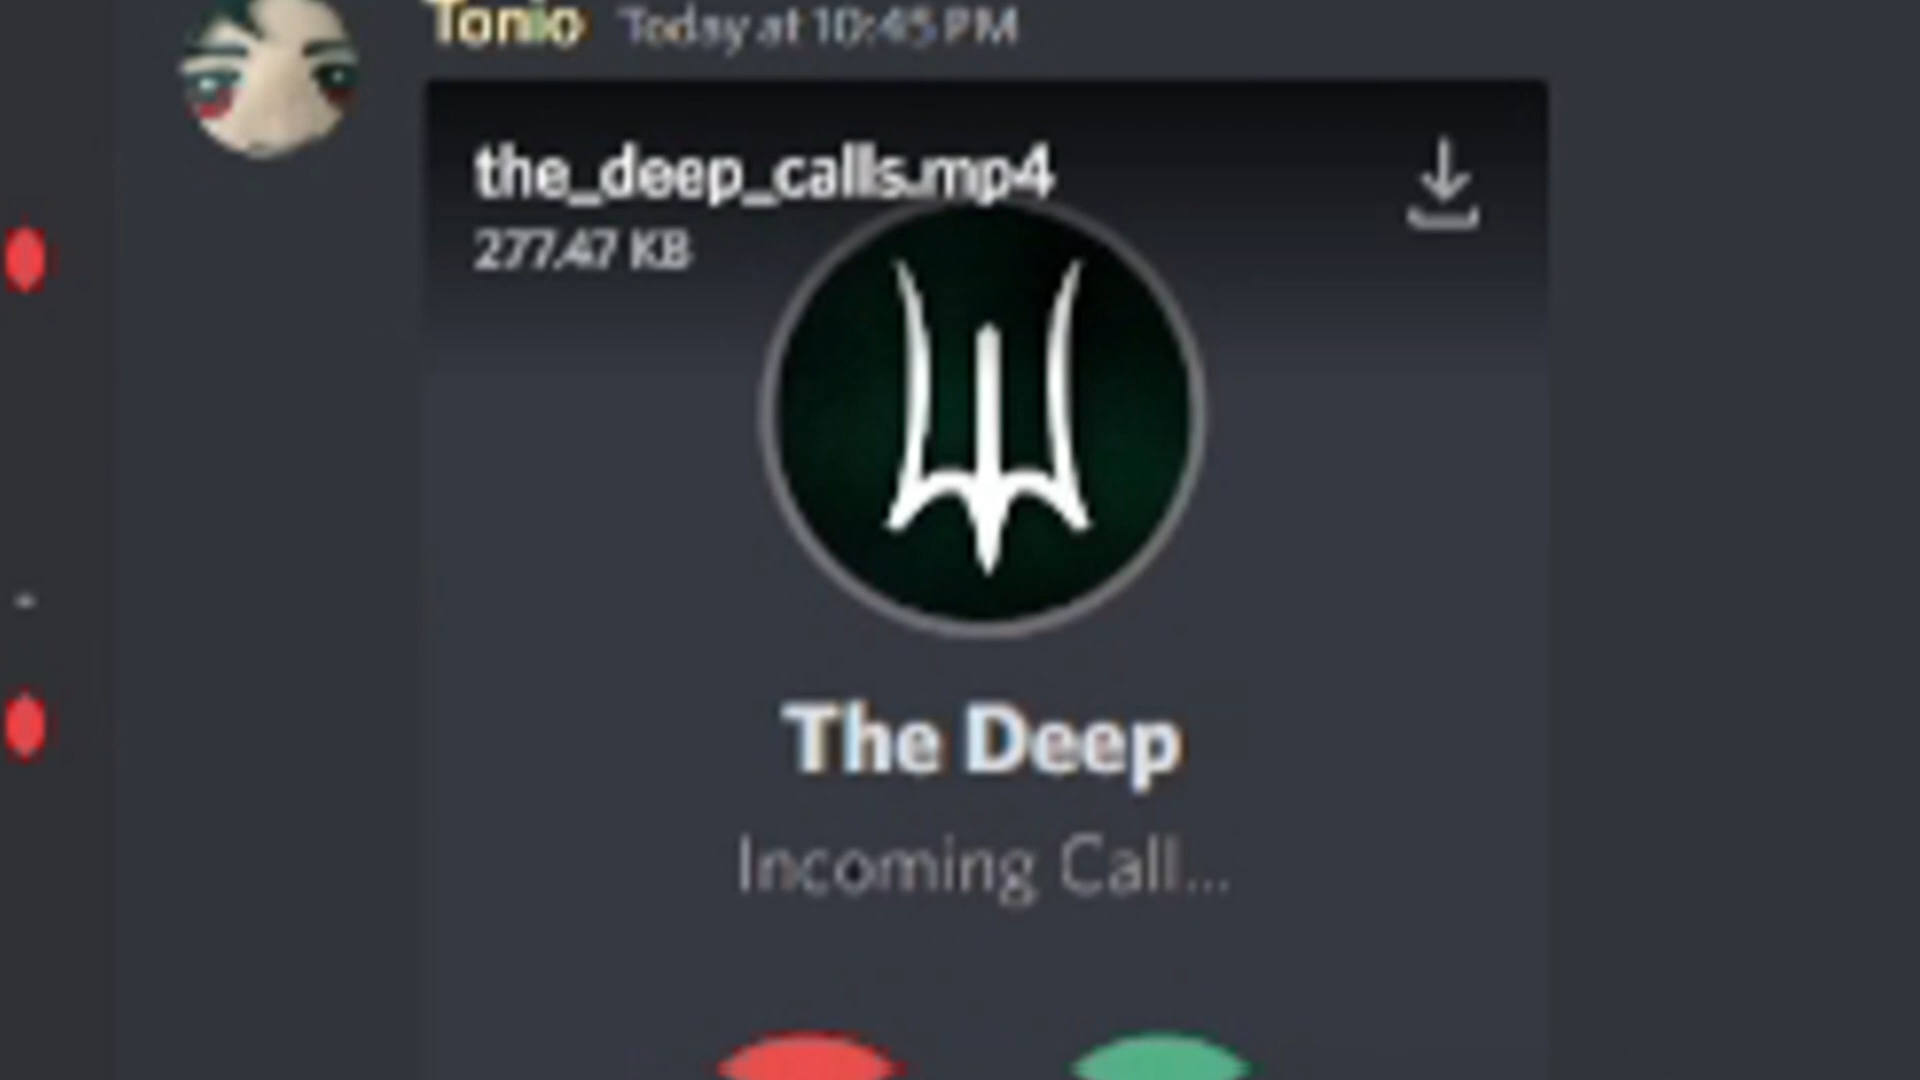 Tonio Today at 10:45 PM
the_deep_calls.mp4
277.47 KB
The Deep
Incoming Call...